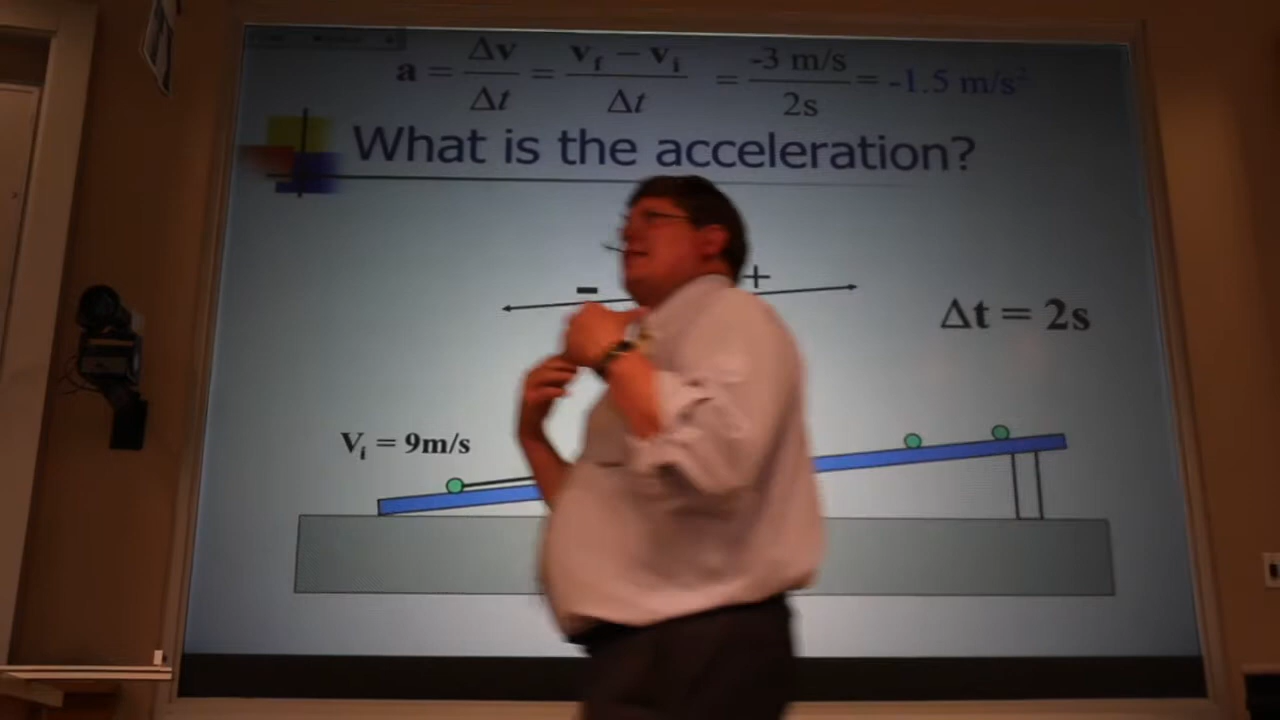 a = Δv/Δt = v_f − v_i/Δt = -3 m/s/2s = -1.5 m/s²
What is the acceleration?
- +
Δt = 2s
V_i = 9m/s